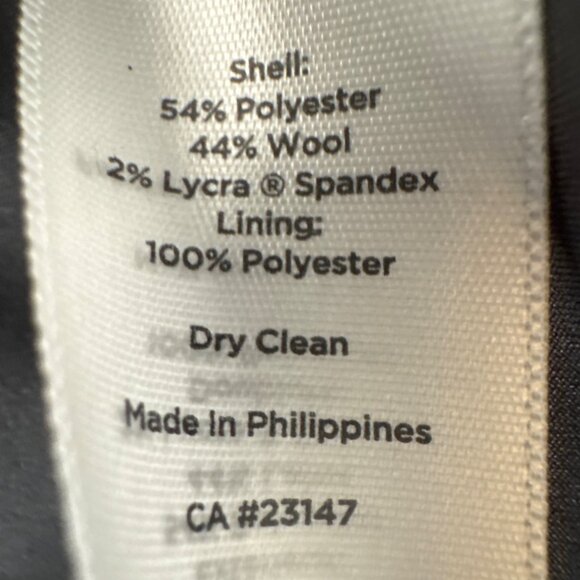 Shell:
54% Polyester
44% Wool
2% Lycra ® Spandex
Lining:
100% Polyester
Dry Clean
Made In Philippines
CA #23147